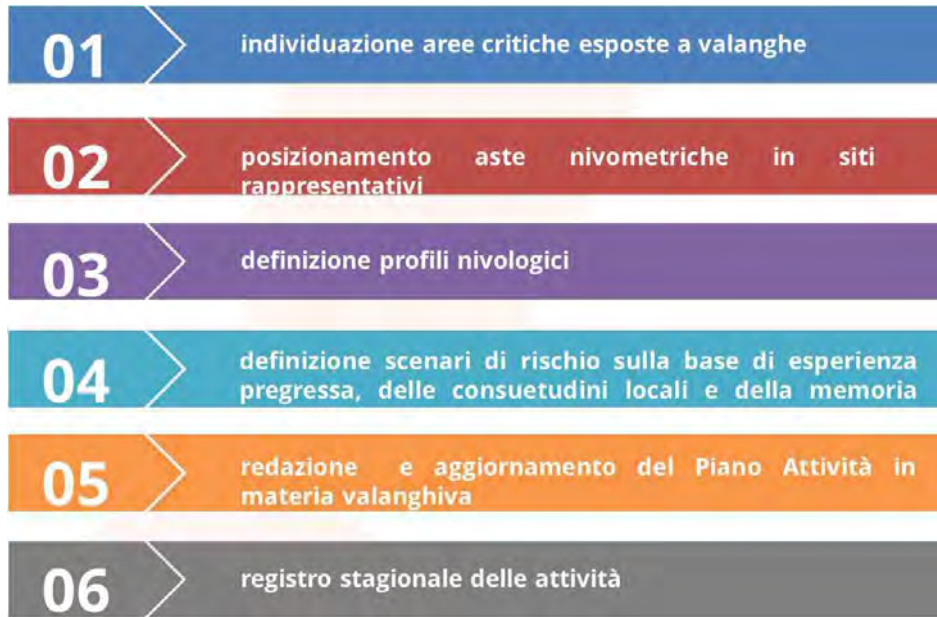 01
individuazione aree critiche esposte a valanghe
02
posizionamento aste nivometriche in siti
rappresentativi
03
definizione profili nivologici
04
definizione scenari di rischio sulla base di esperienza
pregressa, delle consuetudini locali e della memoria
05
redazione e aggiornamento del Piano Attività in
materia valanghiva
06
registro stagionale delle attività